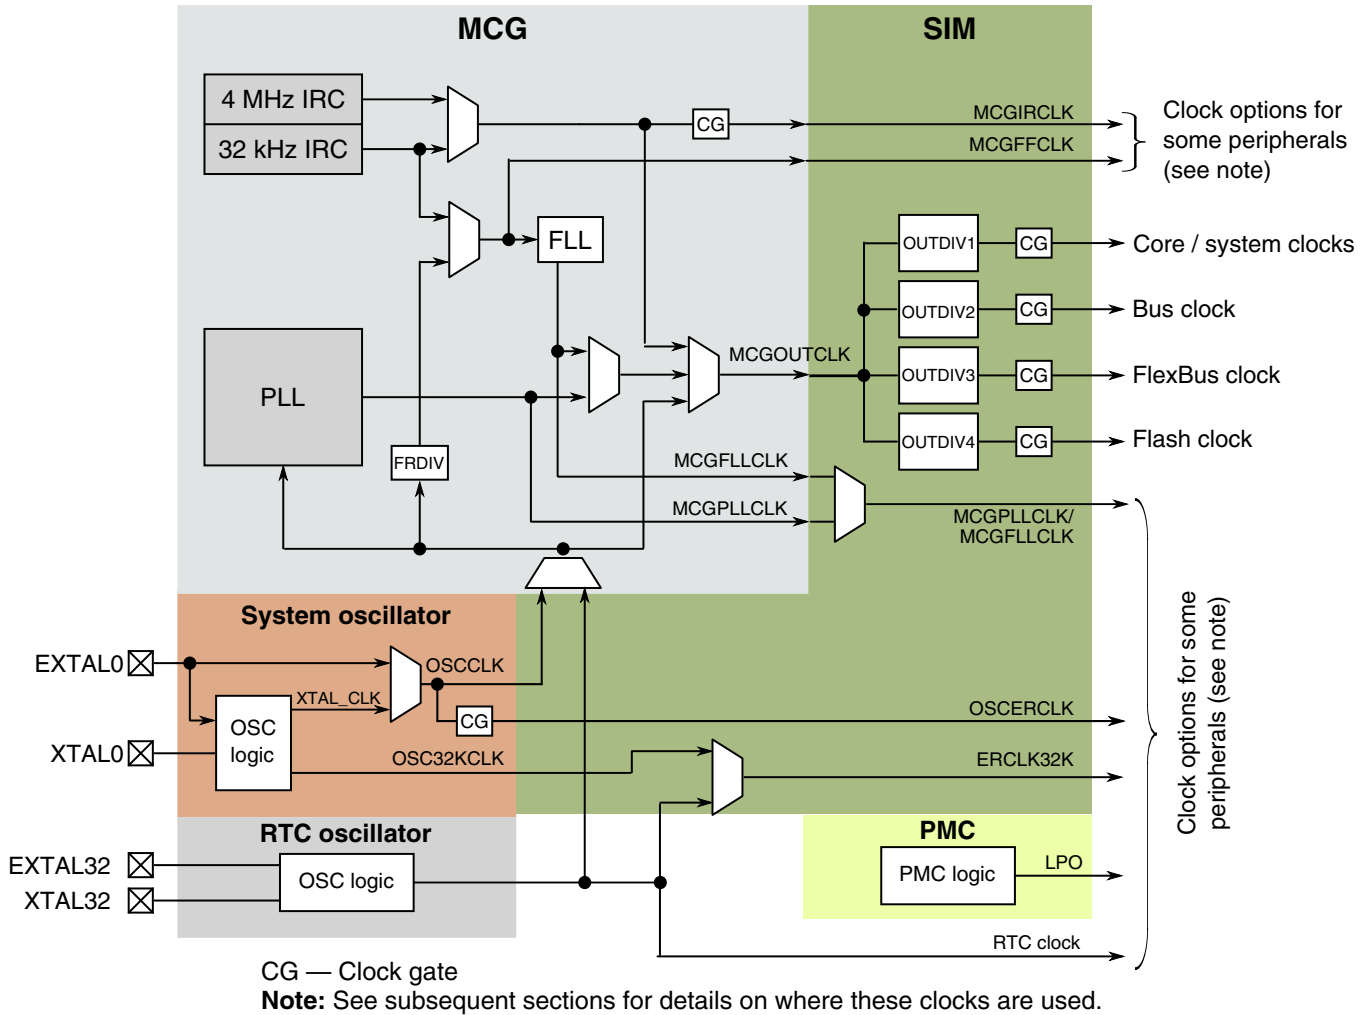 MCG
SIM
4 MHz IRC
32 kHz IRC
CG
MCGIRCLK
MCGFFCLK
Clock options for
some peripherals
(see note)
FLL
OUTDIV1
CG
Core / system clocks
OUTDIV2
CG
Bus clock
PLL
MCGOUTCLK
OUTDIV3
CG
FlexBus clock
OUTDIV4
CG
Flash clock
FRDIV
MCGFLLCLK
MCGPLLCLK
MCGPLLCLK/
MCGFLLCLK
System oscillator
EXTAL0
OSCCLK
XTAL_CLK
OSC
logic
CG
OSCERCLK
XTAL0
OSC32KCLK
ERCLK32K
Clock options for some
peripherals (see note)
RTC oscillator
PMC
EXTAL32
XTAL32
OSC logic
PMC logic
LPO
RTC clock
CG — Clock gate
Note: See subsequent sections for details on where these clocks are used.